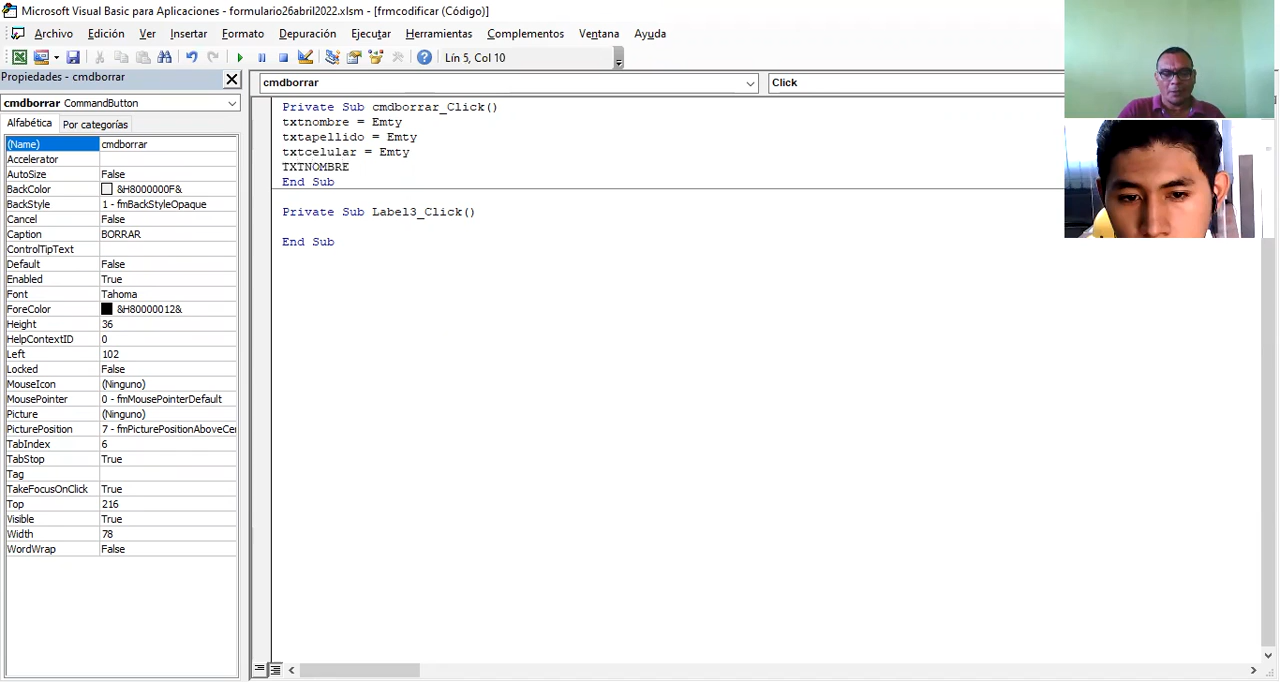 Microsoft Visual Basic para Aplicaciones - formulario26abril2022.xlsm - [frmcodificar (Código)]
Archivo Edición Ver Insertar Formato Depuración Ejecutar Herramientas Complementos Ventana Ayuda
Lín 5, Col 10
Propiedades - cmdborrar
cmdborrar CommandButton
Alfabética Por categorías
(Name) cmdborrar
Accelerator
AutoSize False
BackColor &H8000000F&
BackStyle 1 - fmBackStyleOpaque
Cancel False
Caption BORRAR
ControlTipText
Default False
Enabled True
Font Tahoma
ForeColor &H80000012&
Height 36
HelpContextID 0
Left 102
Locked False
MouseIcon (Ninguno)
MousePointer 0 - fmMousePointerDefault
Picture (Ninguno)
PicturePosition 7 - fmPicturePositionAboveCei
TabIndex 6
TabStop True
Tag
TakeFocusOnClick True
Top 216
Visible True
Width 78
WordWrap False
cmdborrar Click
Private Sub cmdborrar_Click()
txtnombre = Emty
txtapellido = Emty
txtcelular = Emty
TXTNOMBRE
End Sub
Private Sub Label3_Click()
End Sub